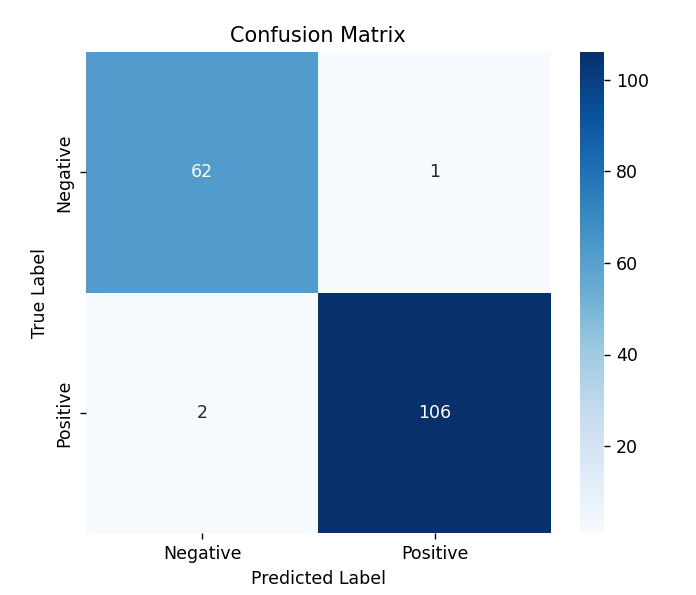 Confusion Matrix
True Label
Negative
62
1
Positive
2
106
Negative
Positive
Predicted Label
100
80
60
40
20